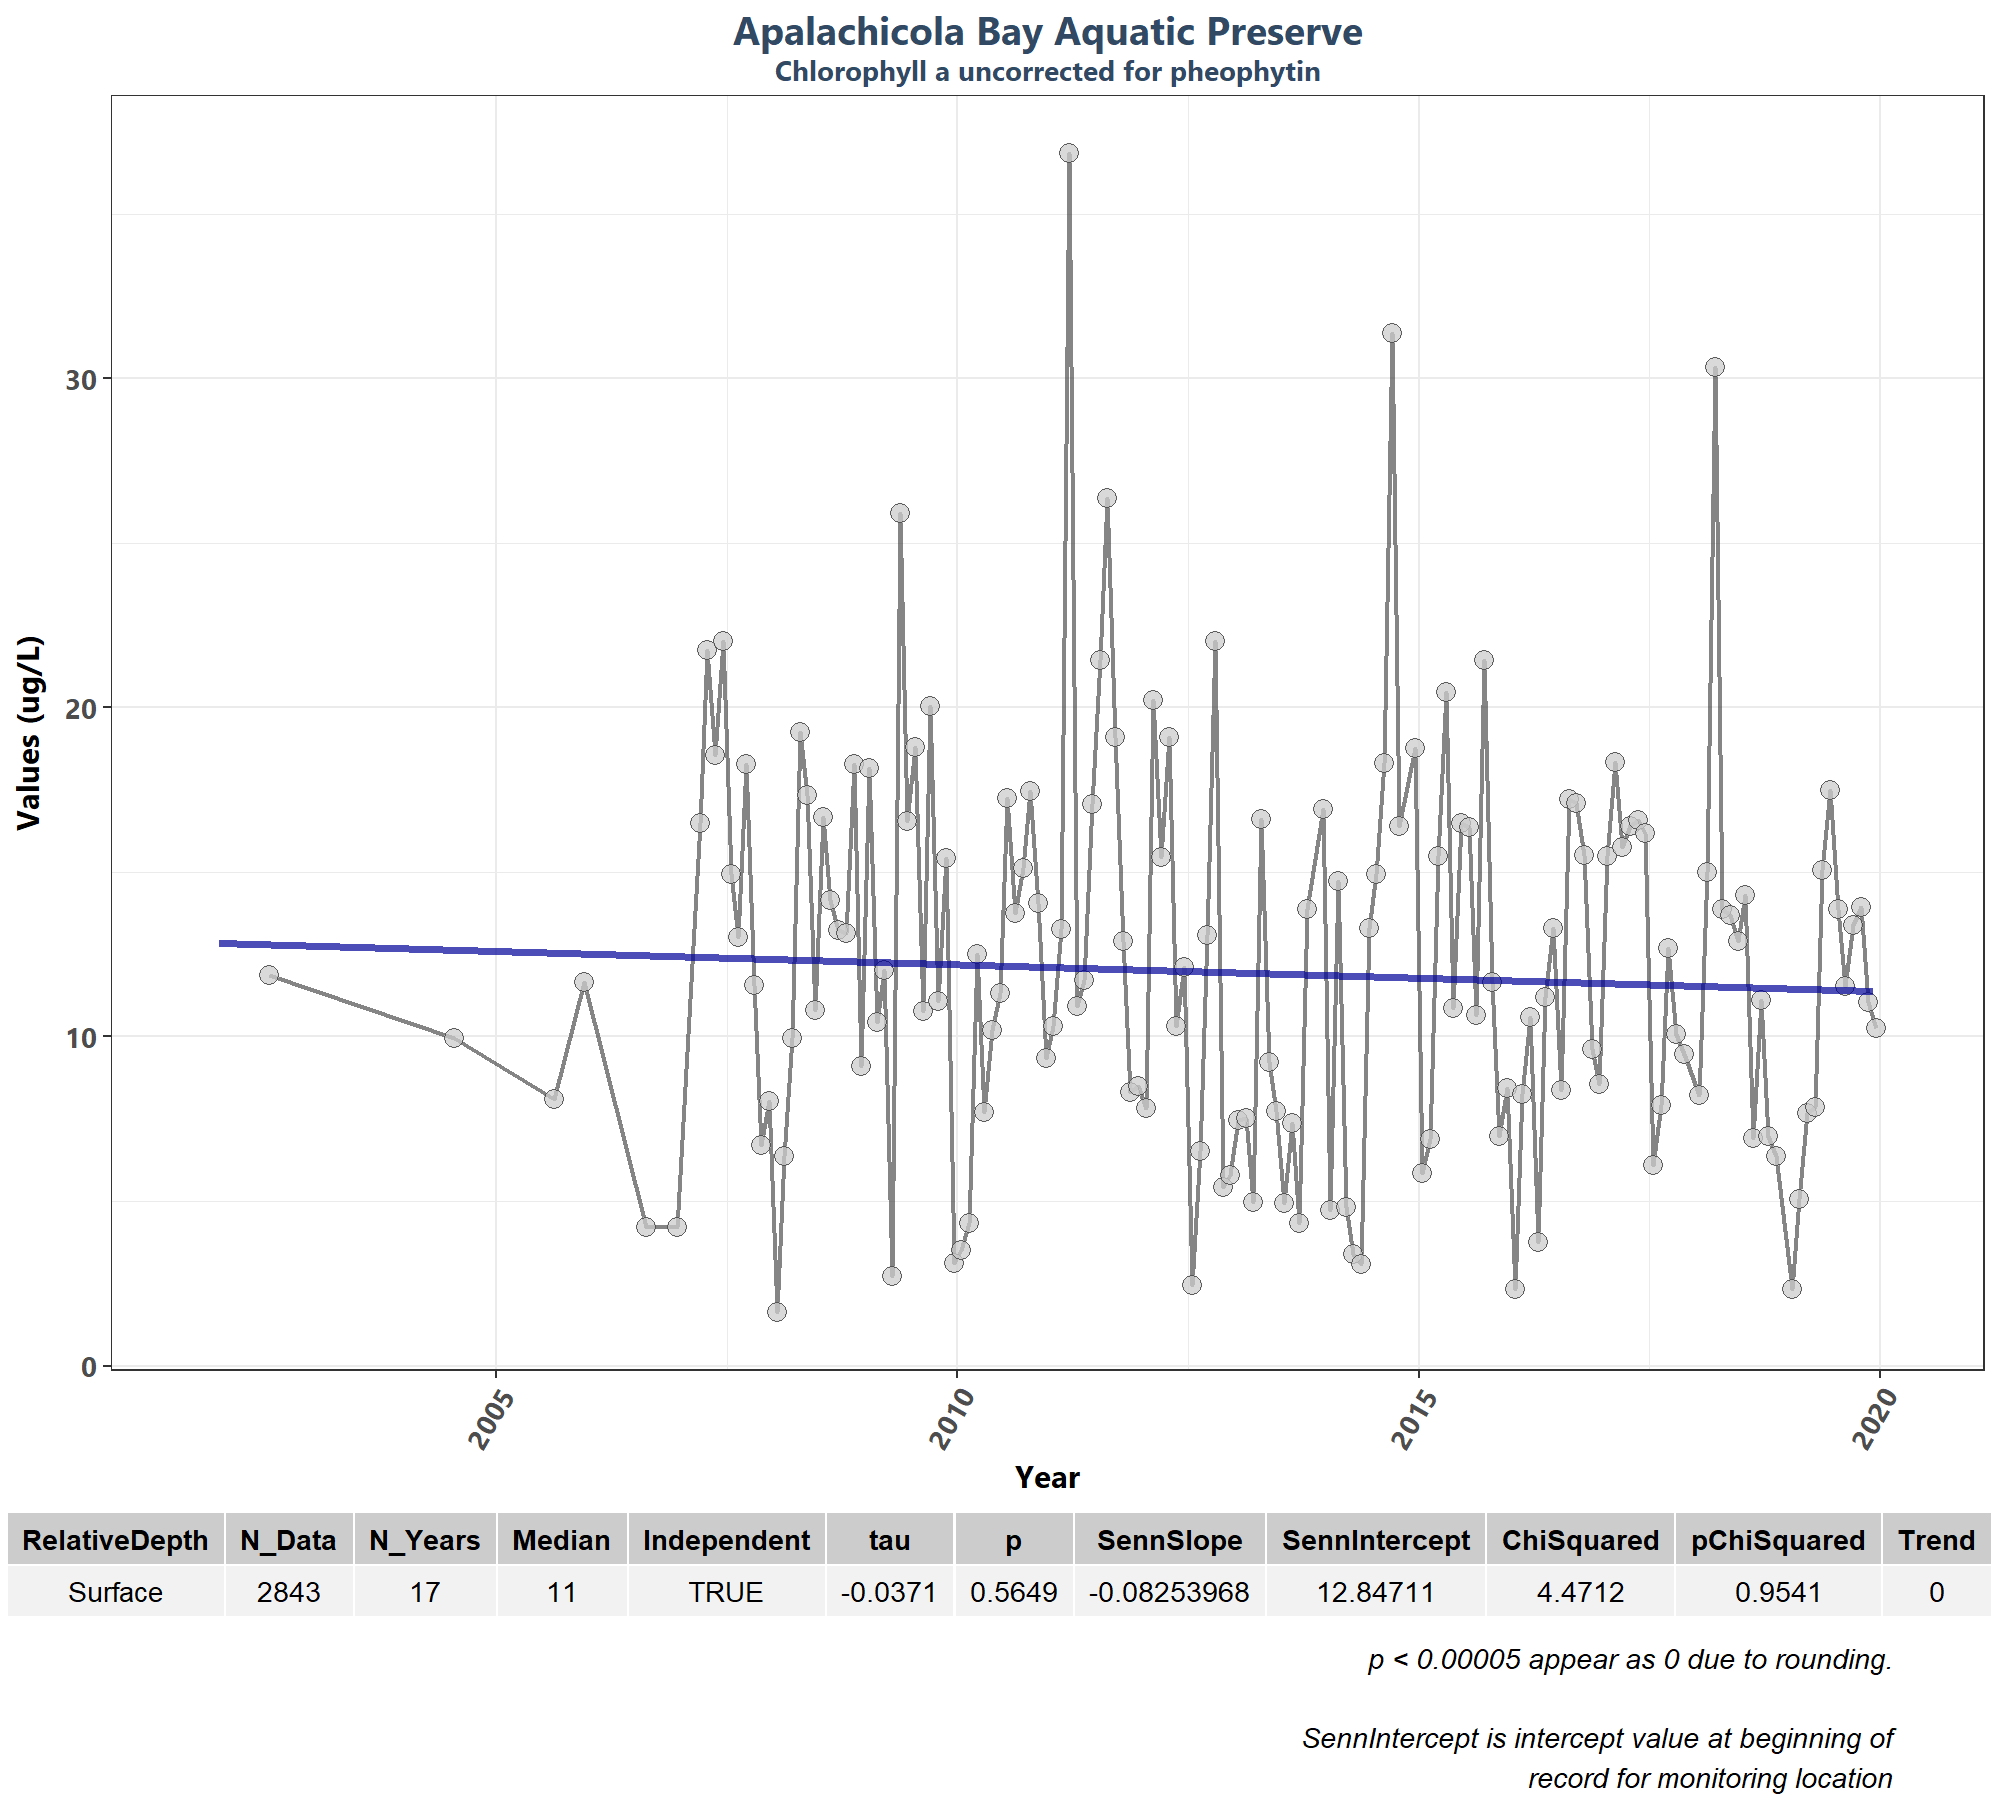 Apalachicola Bay Aquatic Preserve
Chlorophyll a uncorrected for pheophytin
Values (ug/L)
30
20
10
0
2005
2010
2015
2020
Year
RelativeDepth N_Data N_Years Median Independent tau p SennSlope SennIntercept ChiSquared pChiSquared Trend
Surface 2843 17 11 TRUE -0.0371 0.5649 -0.08253968 12.84711 4.4712 0.9541 0
p < 0.00005 appear as 0 due to rounding.
SennIntercept is intercept value at beginning of
record for monitoring location